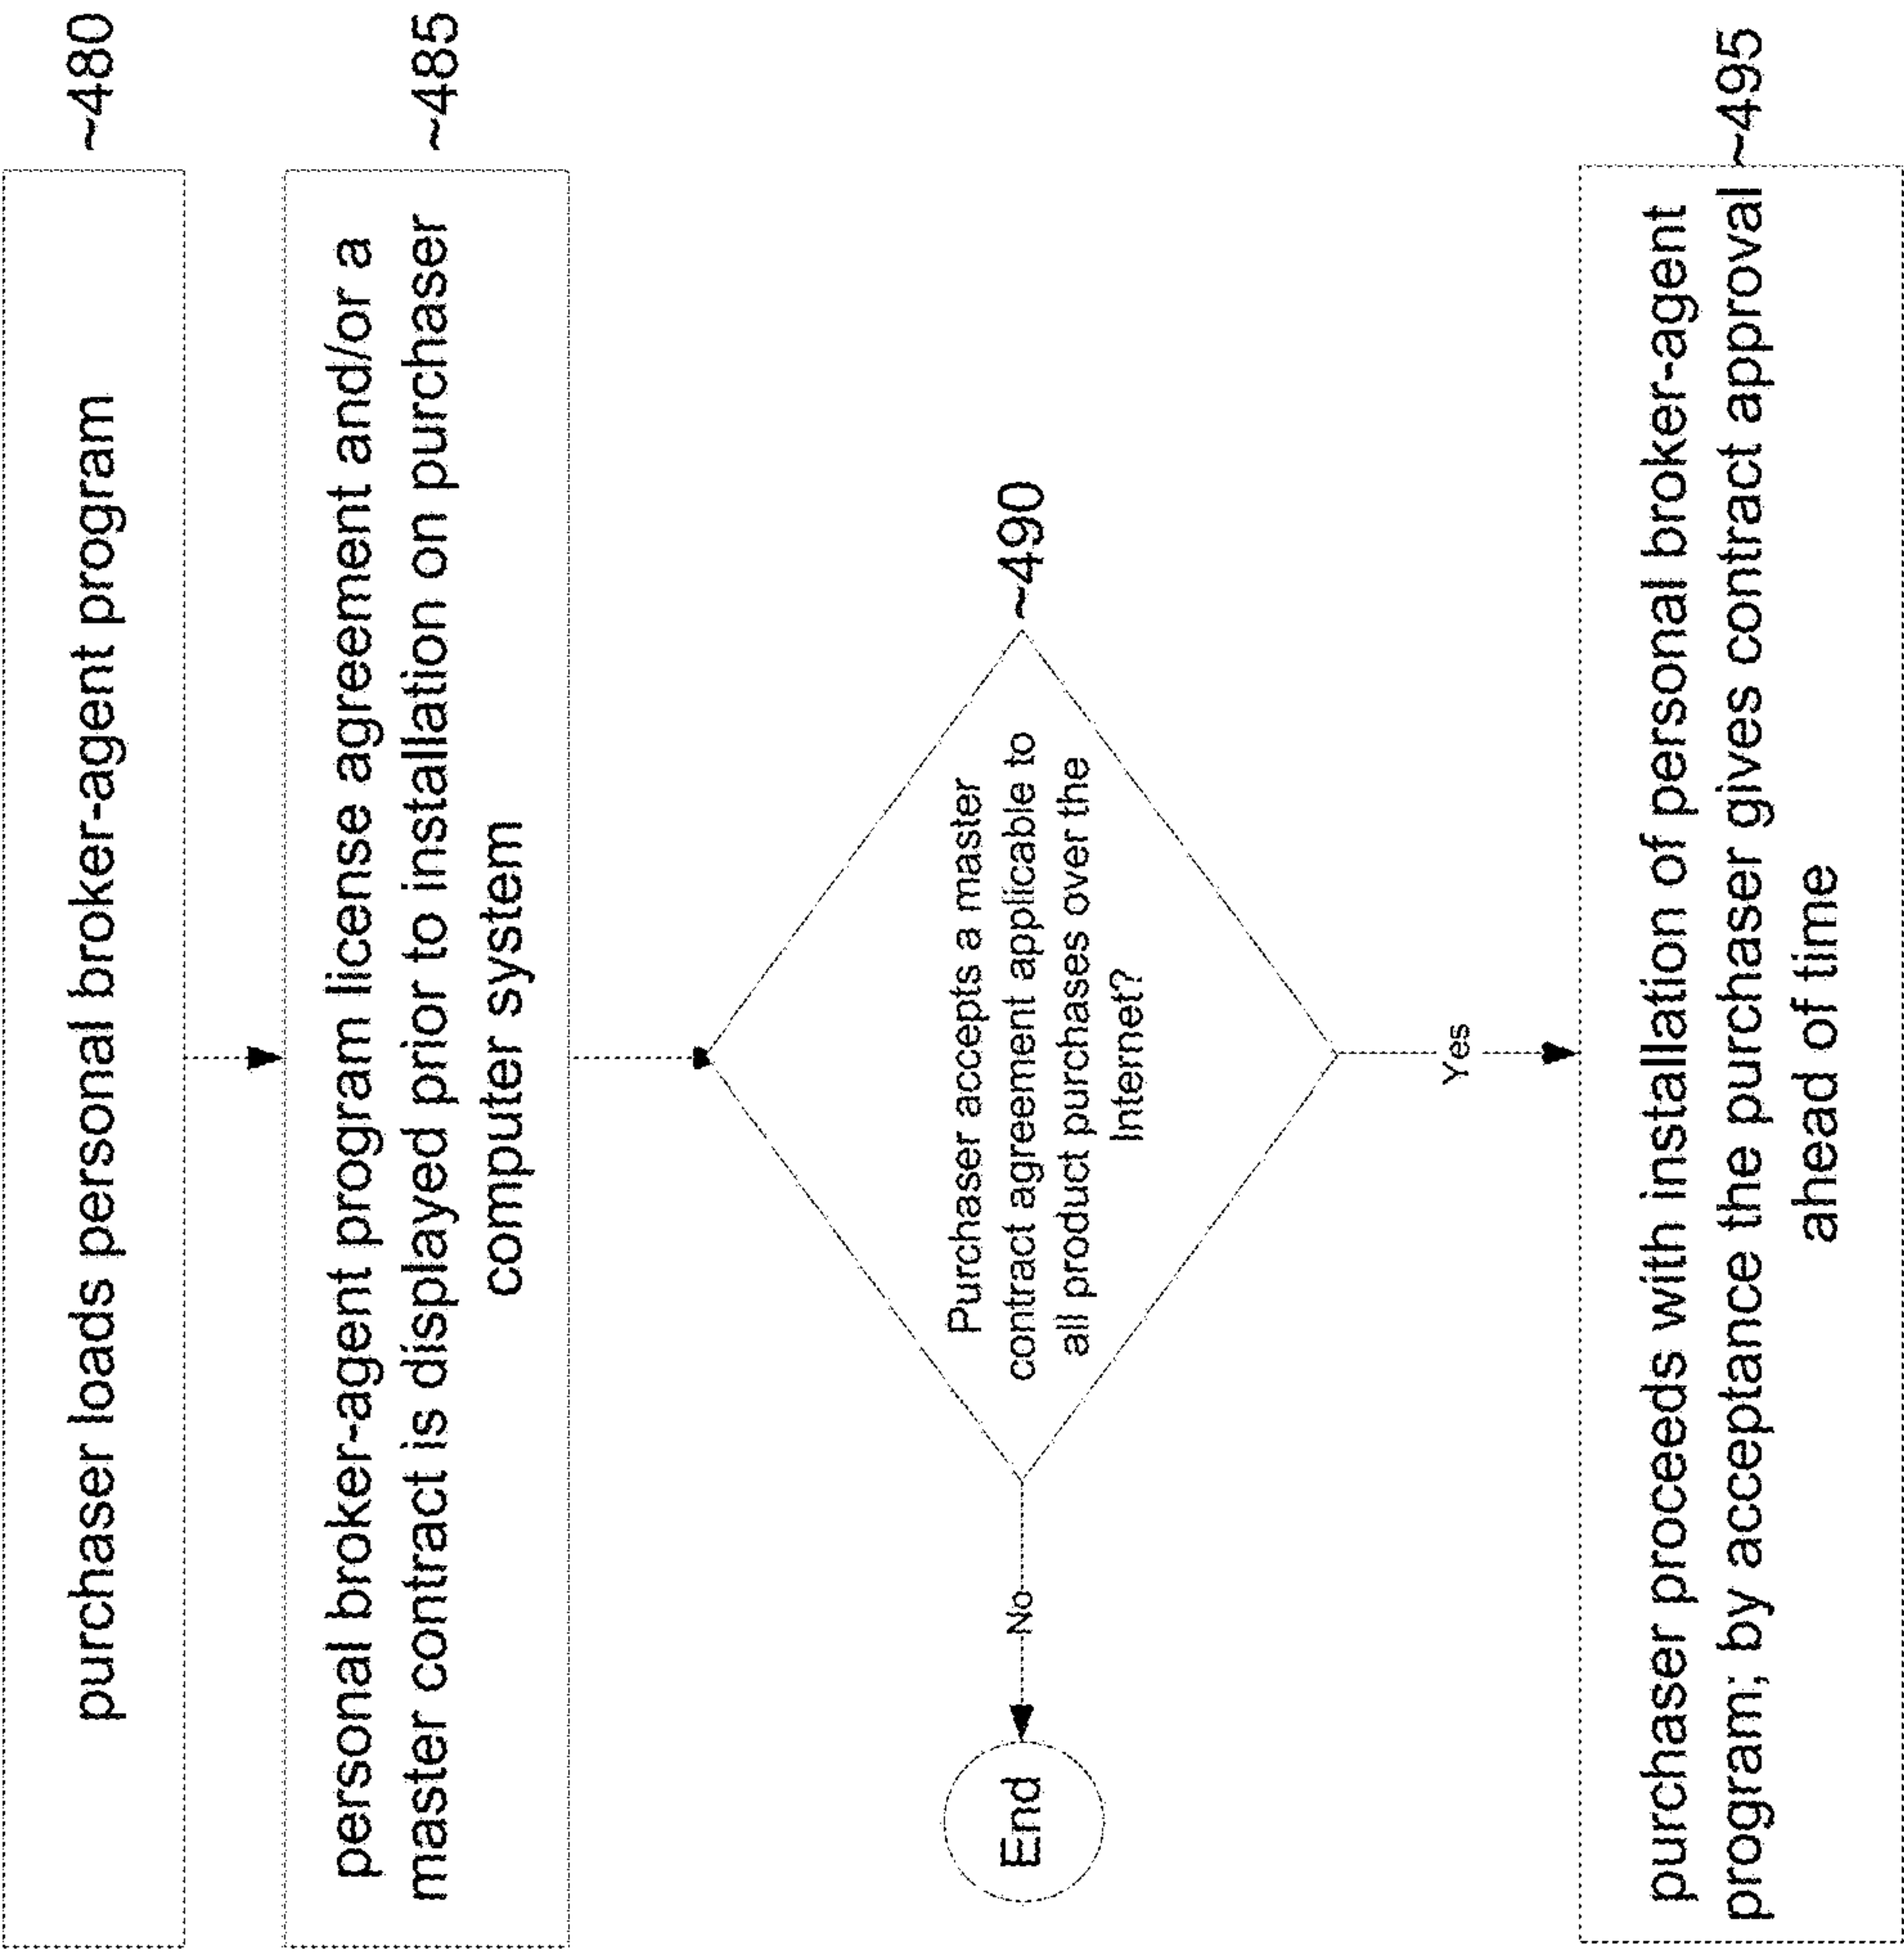 purchaser loads personal broker-agent program
~480
personal broker-agent program license agreement and/or a
master contract is displayed prior to installation on purchaser
computer system
~485
Purchaser accepts a master
contract agreement applicable to
all product purchases over the
Internet?
~490
No
End
Yes
purchaser proceeds with installation of personal broker-agent
program; by acceptance the purchaser gives contract approval
ahead of time
~495